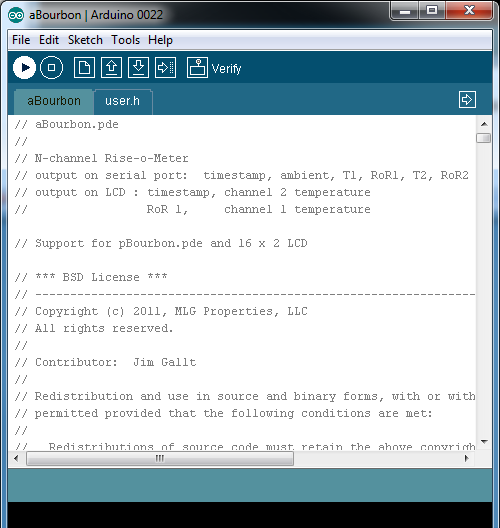 aBourbon | Arduino 0022
File Edit Sketch Tools Help
Verify
aBourbon user.h
// aBourbon.pde
//
// N-channel Rise-o-Meter
// output on serial port:  timestamp, ambient, T1, RoR1, T2, RoR2
// output on LCD : timestamp, channel 2 temperature
//                 RoR 1,     channel 1 temperature

// Support for pBourbon.pde and 16 x 2 LCD

// *** BSD License ***
// ---------------------------------------------------------------
// Copyright (c) 2011, MLG Properties, LLC
// All rights reserved.
//
// Contributor:  Jim Gallt
//
// Redistribution and use in source and binary forms, with or with
// permitted provided that the following conditions are met:
//
//   Redistributions of source code must retain the above copyrigh